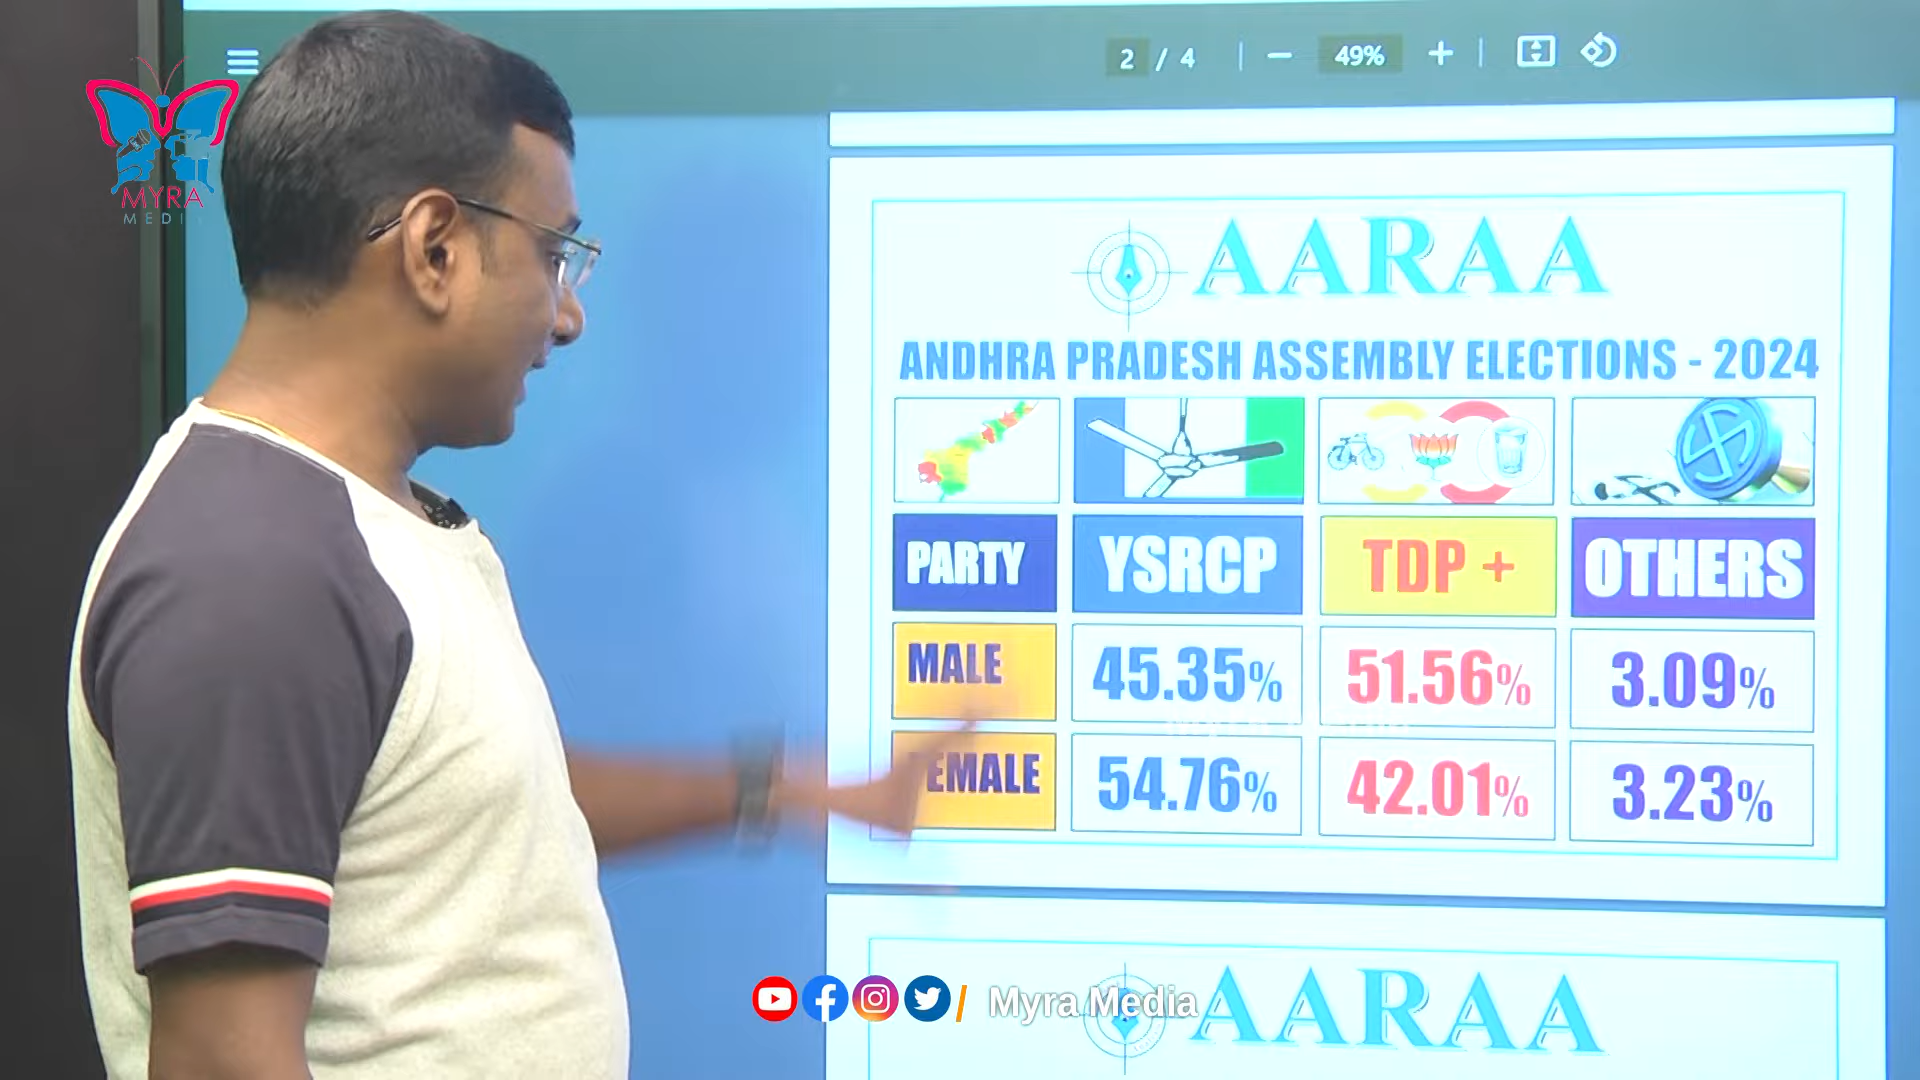 2 / 4 49%
MYRA
MEDI
AARAA
ANDHRA PRADESH ASSEMBLY ELECTIONS - 2024
PARTY YSRCP TDP + OTHERS
MALE 45.35% 51.56% 3.09%
EMALE 54.76% 42.01% 3.23%
/ Myra Media
AARAA